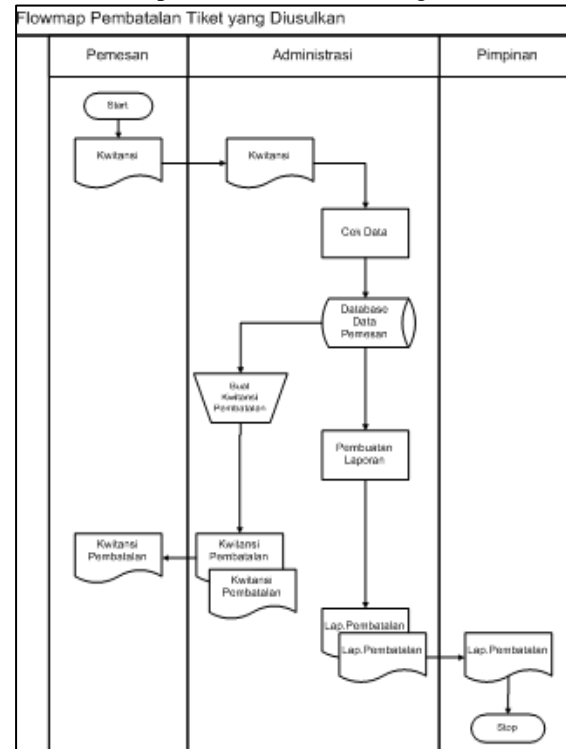 Flowmap Pembatalan Tiket yang Diusulkan
Pemesan
Administrasi
Pimpinan
Start
Kwitansi
Kwitansi
Cek Data
Database
Data
Pemesan
Buat
Kwitansi
Pembatalan
Pembuatan
Laporan
Kwitansi
Pembatalan
Kwitansi
Pembatalan
Kwitansi
Pembatalan
Lap.Pembatalan
Lap.Pembatalan
Lap.Pembatalan
Stop